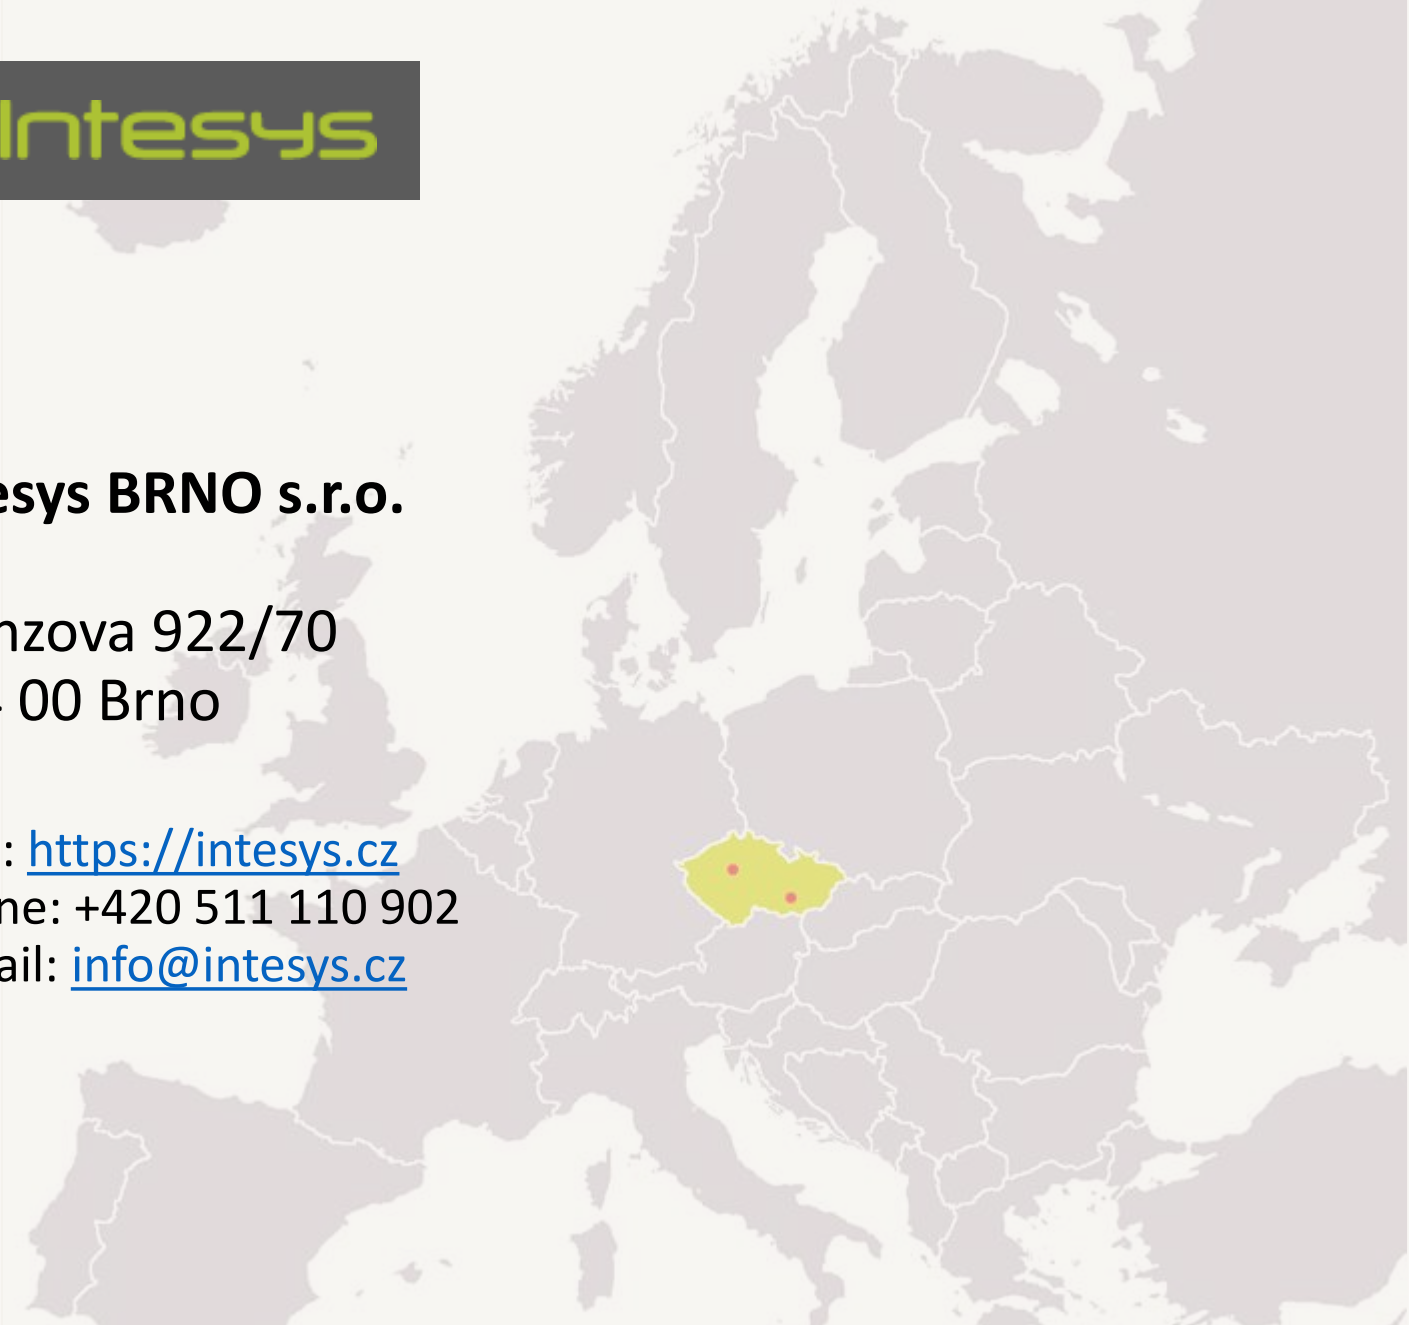 Intesys
esys BRNO s.r.o.
nzova 922/70
00 Brno
: https://intesys.cz
ne: +420 511 110 902
ail: info@intesys.cz